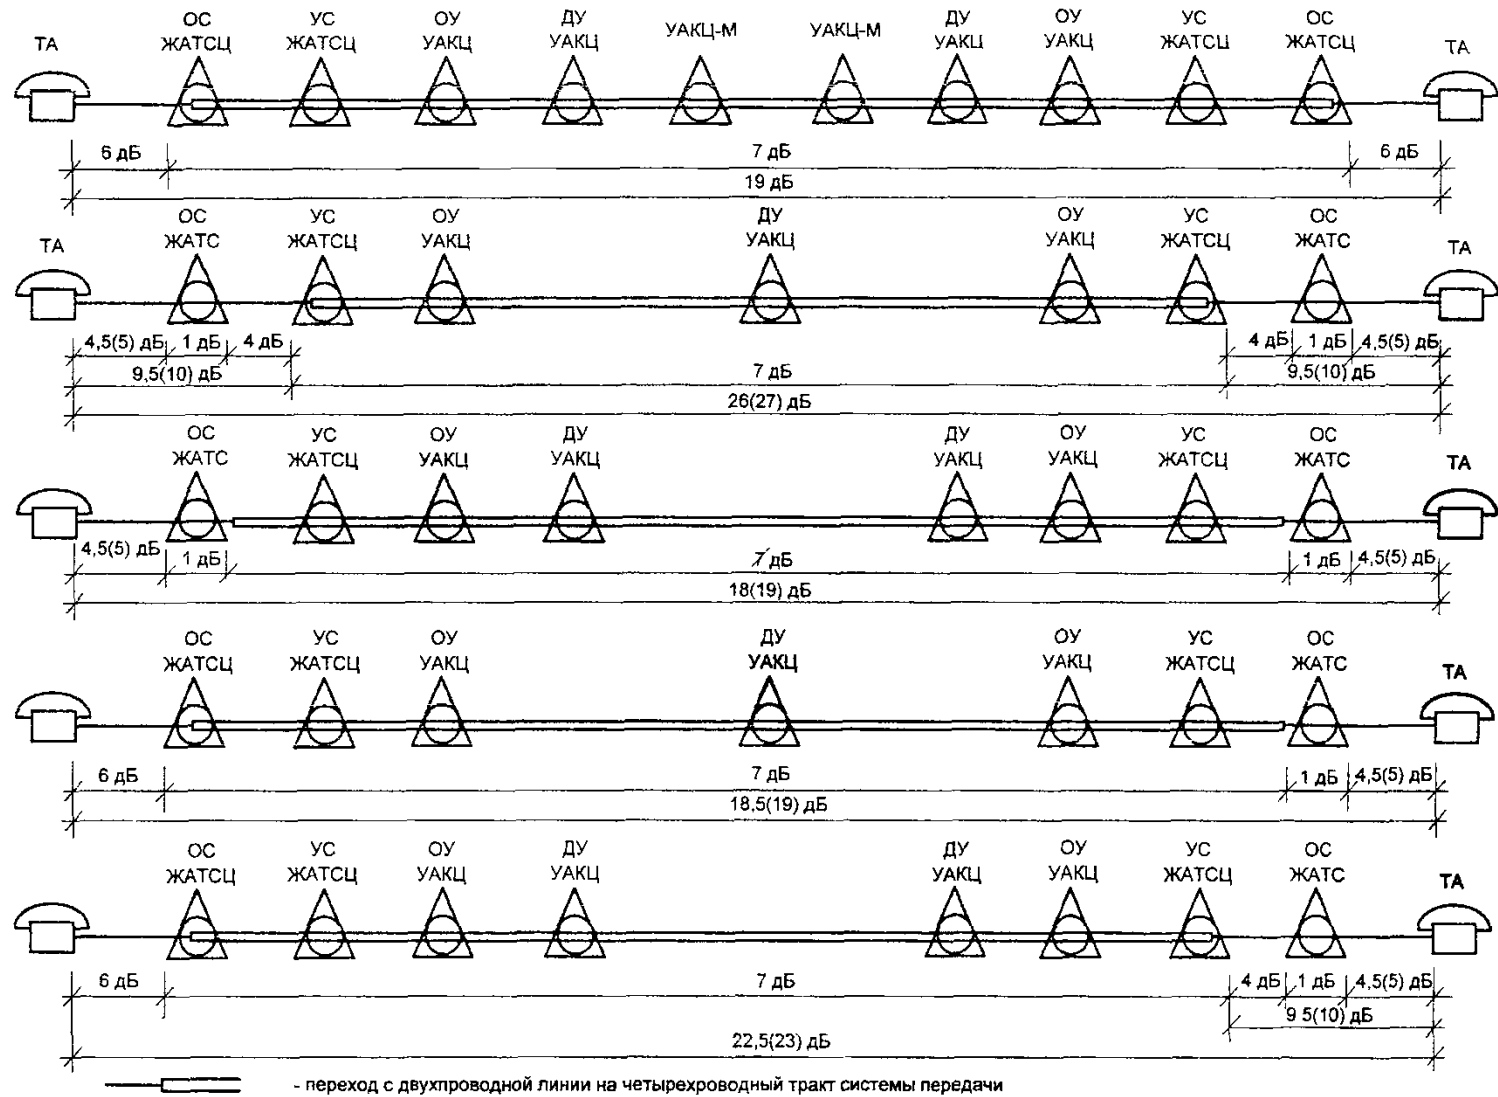 ОС УС ОУ ДУ УАКЦ-М УАКЦ-М ДУ ОУ УС ОС
ТА ЖАТСЦ ЖАТСЦ УАКЦ УАКЦ УАКЦ УАКЦ ЖАТСЦ ЖАТСЦ ТА
6 дБ 7 дБ 6 дБ
19 дБ
ОС УС ОУ ДУ ОУ УС ОС
ТА ЖАТС ЖАТСЦ УАКЦ УАКЦ УАКЦ ЖАТСЦ ЖАТС ТА
4,5(5) дБ 1 дБ 4 дБ 4 дБ 1 дБ 4,5(5) дБ
9,5(10) дБ 7 дБ 9,5(10) дБ
26(27) дБ
ОС УС ОУ ДУ ДУ ОУ УС ОС
ЖАТС ЖАТСЦ УАКЦ УАКЦ УАКЦ УАКЦ ЖАТСЦ ЖАТС ТА
4,5(5) дБ 1 дБ 7 дБ 1 дБ 4,5(5) дБ
18(19) дБ
ОС УС ОУ ДУ ОУ УС ОС
ЖАТСЦ ЖАТСЦ УАКЦ УАКЦ УАКЦ ЖАТСЦ ЖАТС ТА
6 дБ 7 дБ 1 дБ 4,5(5) дБ
18.5(19) дБ
ОС УС ОУ ДУ ДУ ОУ УС ОС
ЖАТСЦ ЖАТСЦ УАКЦ УАКЦ УАКЦ УАКЦ ЖАТСЦ ЖАТС ТА
6 дБ 7 дБ 4 дБ 1 дБ 4,5(5) дБ
9 5(10) дБ
22,5(23) дБ
- переход с двухпроводной линии на четырехроводный тракт системы передачи